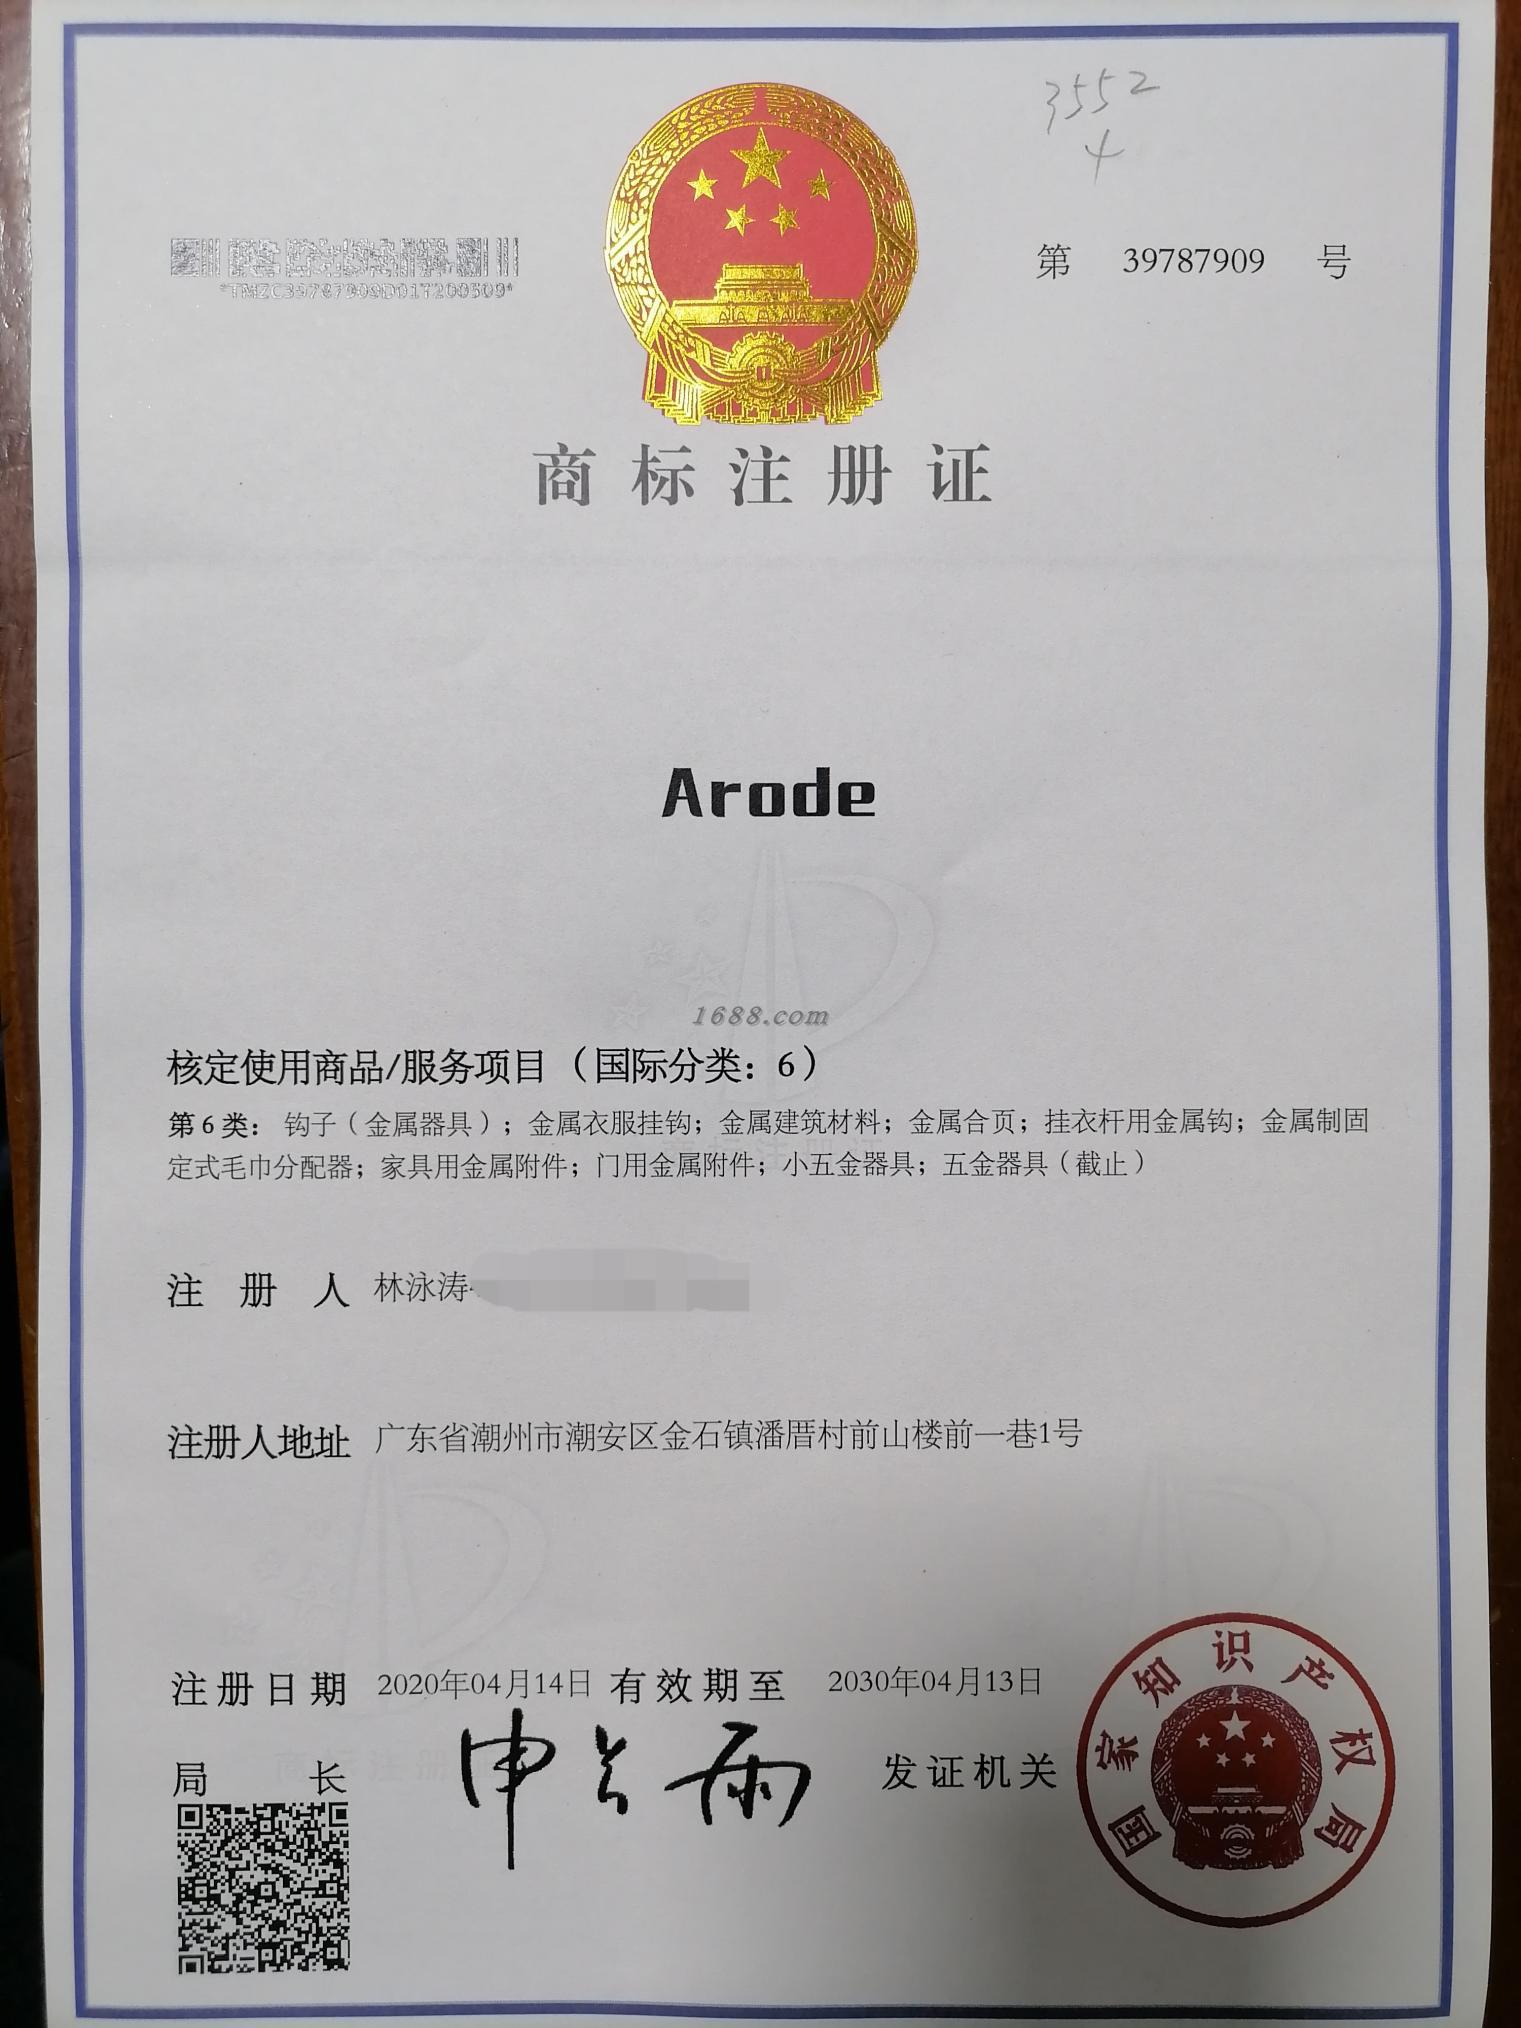 3552
4
*TMZC39787909D01T200509*
第 39787909 号
商标注册证
Arode
1688.com
核定使用商品/服务项目（国际分类：6）
第6类：钩子（金属器具）；金属衣服挂钩；金属建筑材料；金属合页；挂衣杆用金属钩；金属制固
定式毛巾分配器；家具用金属附件；门用金属附件；小五金器具；五金器具（截止）
注册人 林泳涛
注册人地址 广东省潮州市潮安区金石镇潘厝村前山楼前一巷1号
注册日期 2020年04月14日 有效期至 2030年04月13日
局长 申长雨 发证机关
国家知识产权局